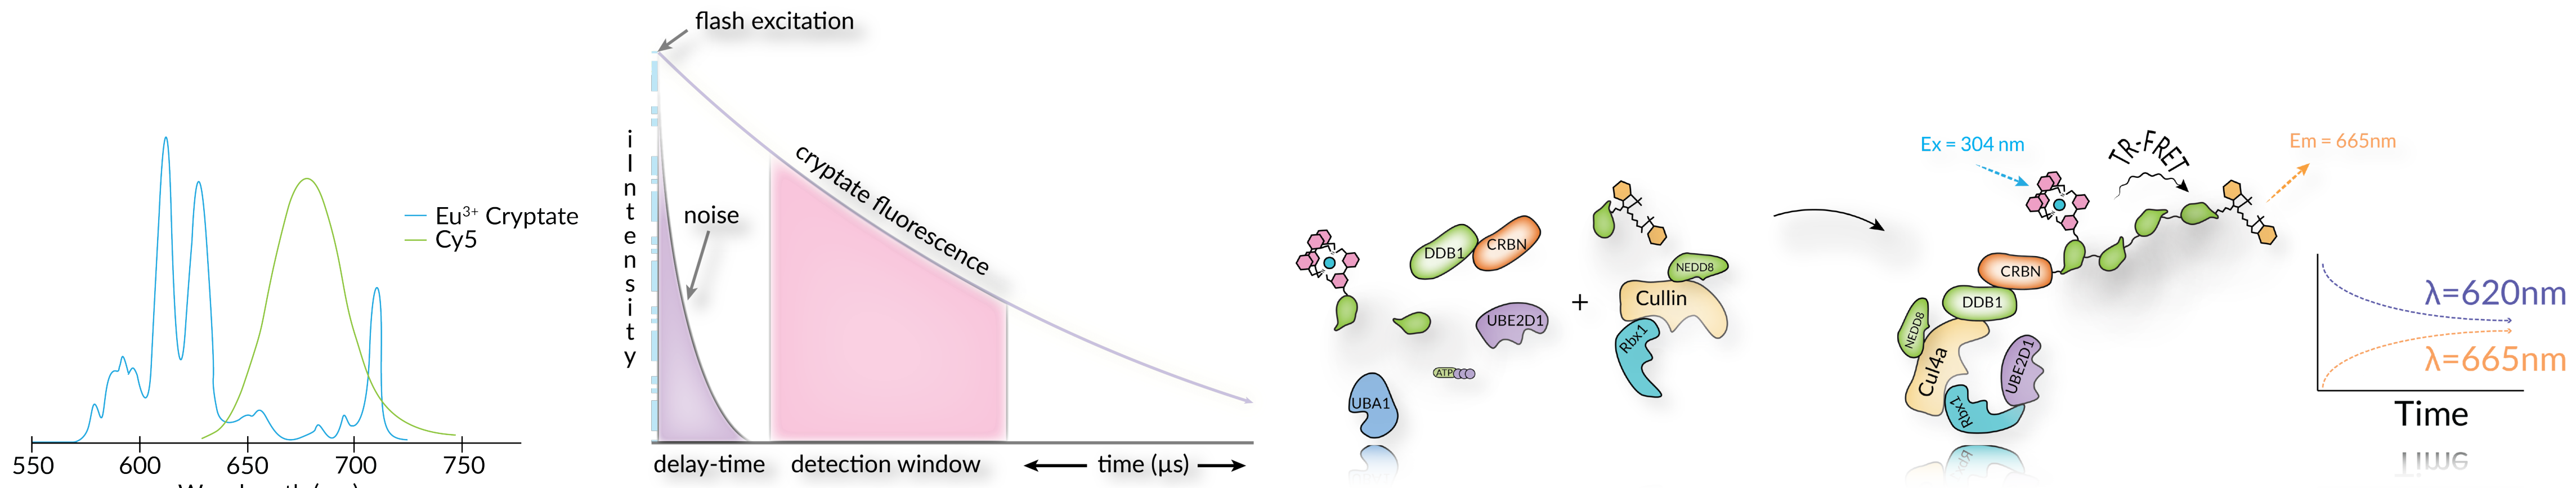 Eu³⁺ Cryptate
Cy5
550 600 650 700 750
flash excitation
intensity
noise
cryptate fluorescence
delay-time
detection window
time (µs)
DDB1
CRBN
UBE2D1
ATP
UBA1
+
NEDD8
Cullin
Rbx1
Ex = 304 nm
TR-FRET
Em = 665nm
CRBN
DDB1
NEDD8
Cul4a
UBE2D1
Rbx1
λ=620nm
λ=665nm
Time